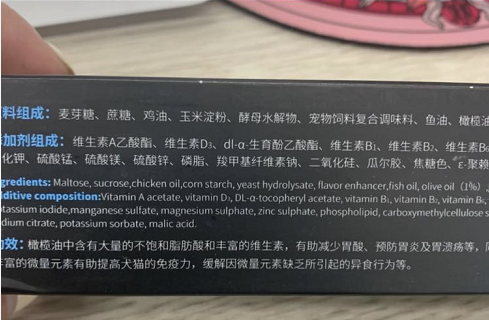 料组成：麦芽糖、蔗糖、鸡油、玉米淀粉、酵母水解物、宠物饲料复合调味料、鱼油、橄榄油
加剂组成：维生素A乙酸酯、维生素D₃、dl-α-生育酚乙酸酯、维生素B₁、维生素B₂、维生素B₆
化钾、硫酸锰、硫酸镁、硫酸锌、磷脂、羧甲基纤维素钠、二氧化硅、瓜尔胶、焦糖色、ε-聚赖
gredients: Maltose, sucrose,chicken oil,corn starch, yeast hydrolysate, flavor enhancer,fish oil, olive oil（1%）,
dditive composition:Vitamin A acetate, vitamin D₃, DL-α-tocopheryl acetate, vitamin B₁, vitamin B₂, vitamin B₆,
otassium iodide,manganese sulfate, magnesium sulphate, zinc sulphate, phospholipid, carboxymethylcellulose s
dium citrate, potassium sorbate, malic acid.
功效：橄榄油中含有大量的不饱和脂肪酸和丰富的维生素，有助减少胃酸、预防胃炎及胃溃疡等，
丰富的微量元素有助提高犬猫的免疫力，缓解因微量元素缺乏所引起的异食行为等。